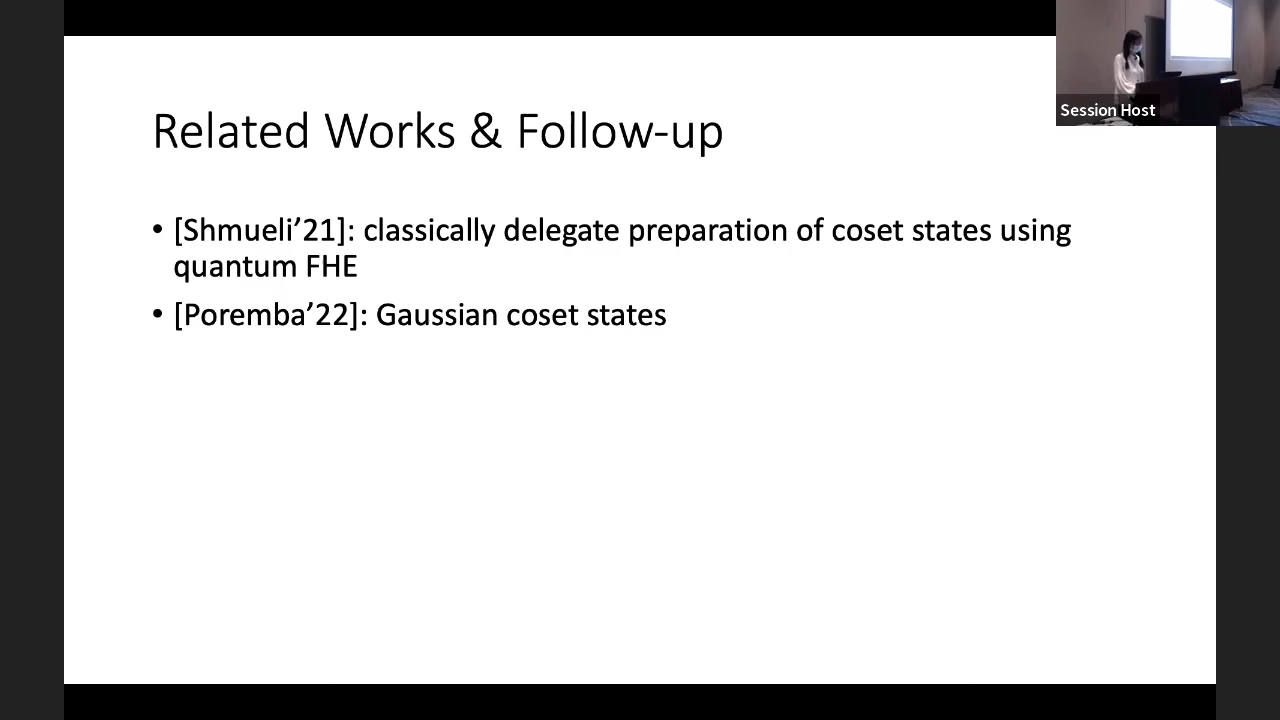 Session Host
Related Works & Follow-up
• [Shmueli’21]: classically delegate preparation of coset states using
quantum FHE
• [Poremba’22]: Gaussian coset states